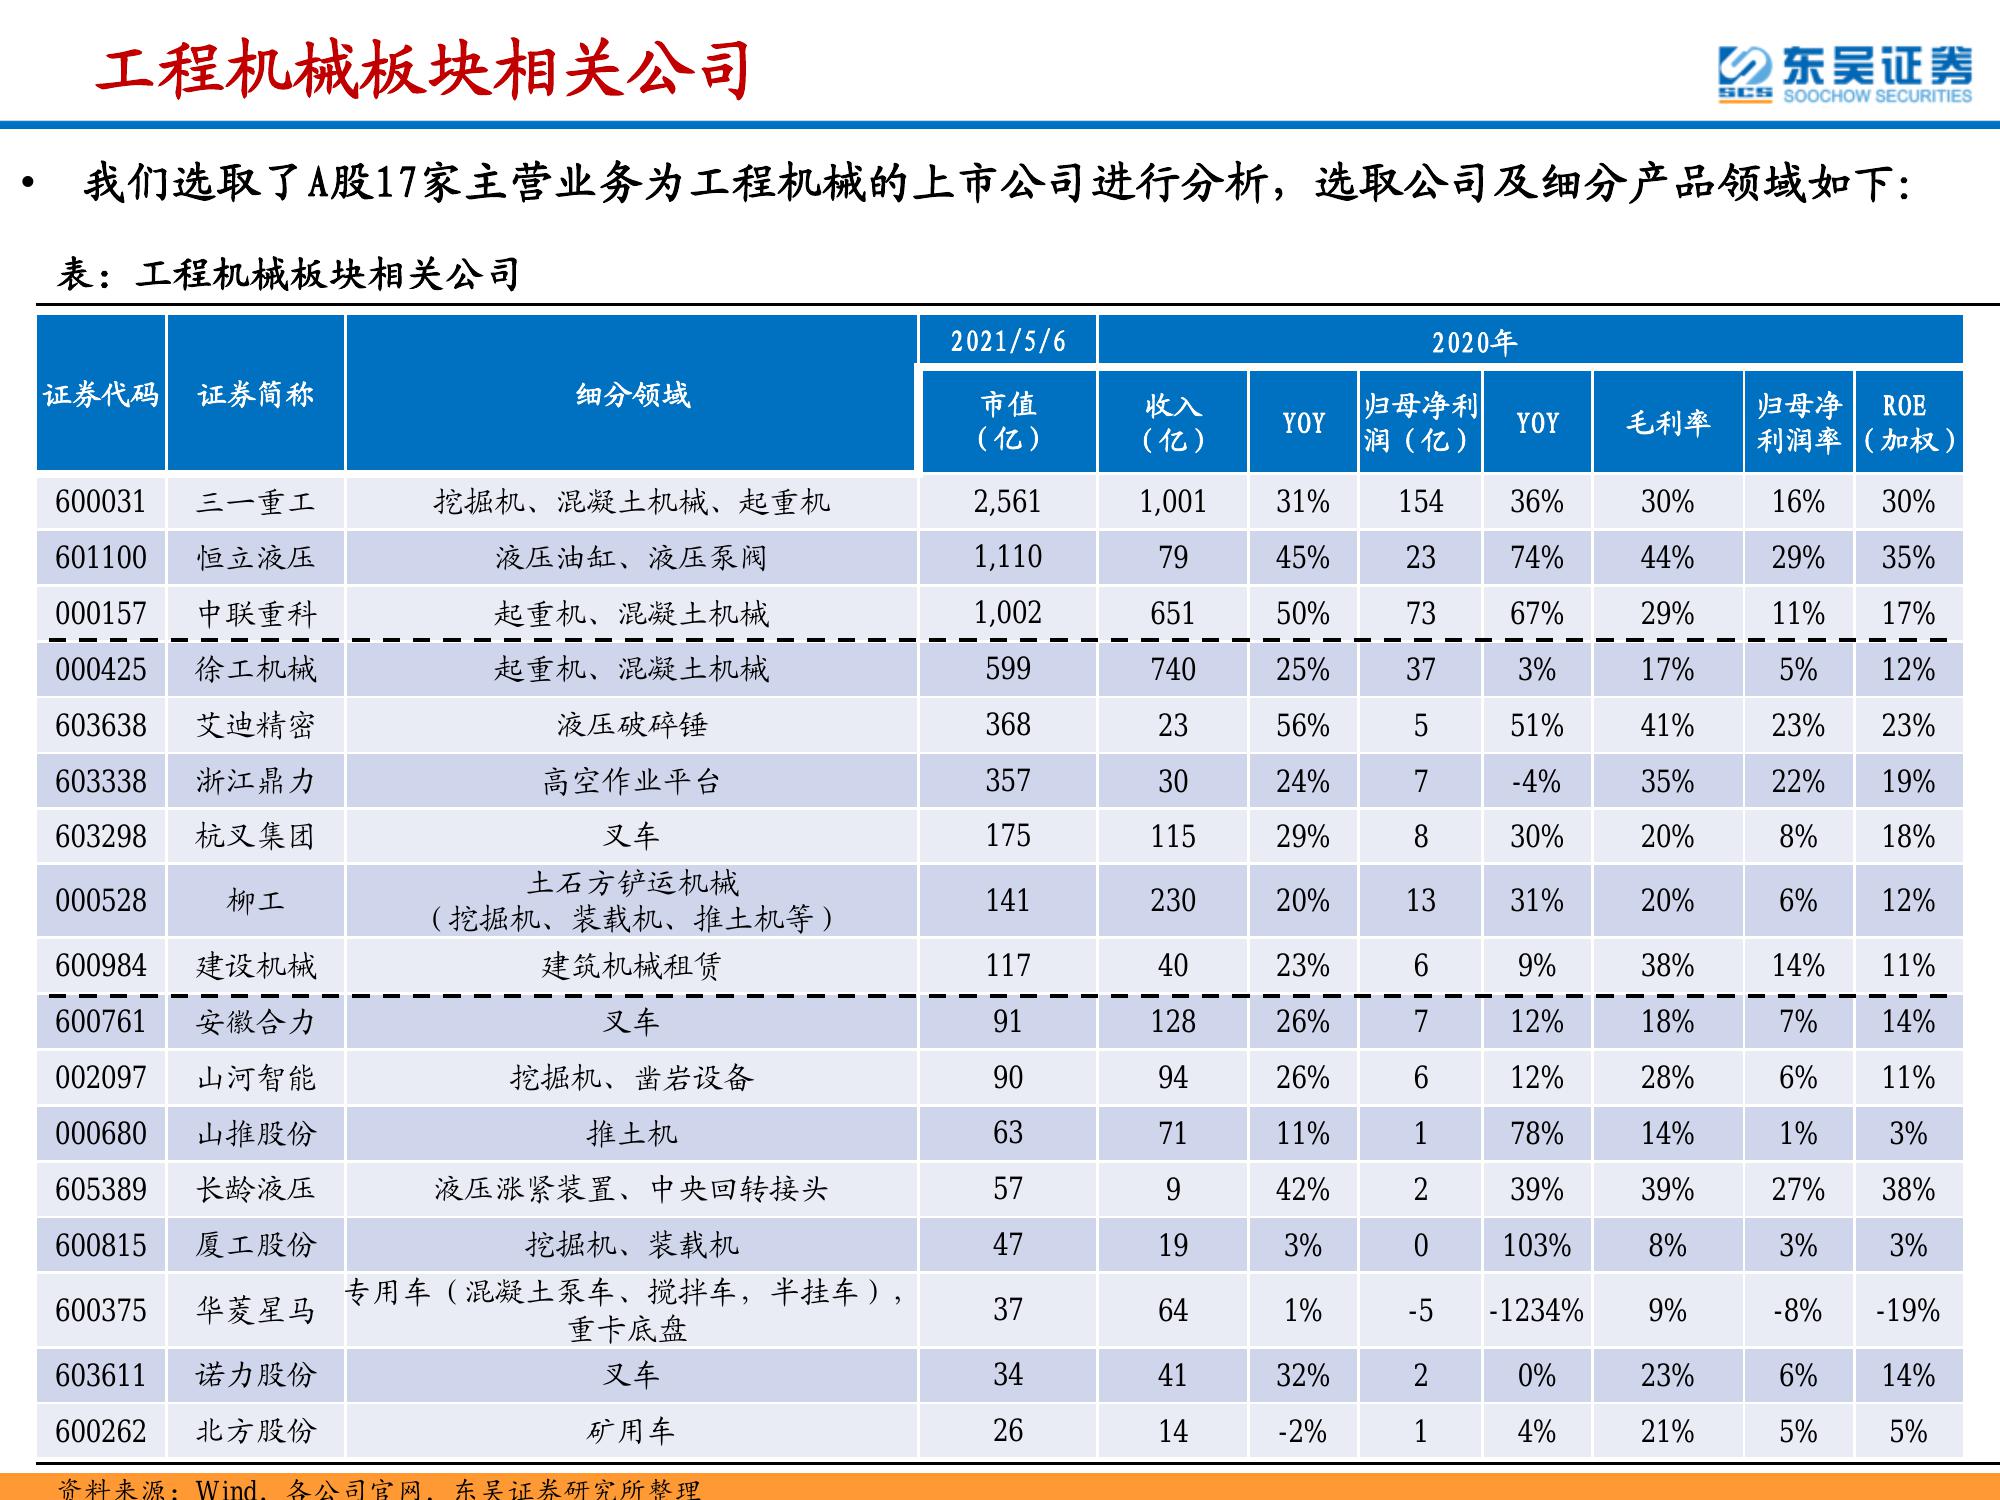 工程机械板块相关公司
东吴证券
SCS SOOCHOW SECURITIES
• 我们选取了A股17家主营业务为工程机械的上市公司进行分析，选取公司及细分产品领域如下：
表：工程机械板块相关公司
证券代码 证券简称 细分领域 2021/5/6 2020年
市值（亿） 收入（亿） YOY 归母净利润（亿） YOY 毛利率 归母净利润率 ROE（加权）
600031 三一重工 挖掘机、混凝土机械、起重机 2,561 1,001 31% 154 36% 30% 16% 30%
601100 恒立液压 液压油缸、液压泵阀 1,110 79 45% 23 74% 44% 29% 35%
000157 中联重科 起重机、混凝土机械 1,002 651 50% 73 67% 29% 11% 17%
000425 徐工机械 起重机、混凝土机械 599 740 25% 37 3% 17% 5% 12%
603638 艾迪精密 液压破碎锤 368 23 56% 5 51% 41% 23% 23%
603338 浙江鼎力 高空作业平台 357 30 24% 7 -4% 35% 22% 19%
603298 杭叉集团 叉车 175 115 29% 8 30% 20% 8% 18%
000528 柳工 土石方铲运机械（挖掘机、装载机、推土机等） 141 230 20% 13 31% 20% 6% 12%
600984 建设机械 建筑机械租赁 117 40 23% 6 9% 38% 14% 11%
600761 安徽合力 叉车 91 128 26% 7 12% 18% 7% 14%
002097 山河智能 挖掘机、凿岩设备 90 94 26% 6 12% 28% 6% 11%
000680 山推股份 推土机 63 71 11% 1 78% 14% 1% 3%
605389 长龄液压 液压涨紧装置、中央回转接头 57 9 42% 2 39% 39% 27% 38%
600815 厦工股份 挖掘机、装载机 47 19 3% 0 103% 8% 3% 3%
600375 华菱星马 专用车（混凝土泵车、搅拌车，半挂车），重卡底盘 37 64 1% -5 -1234% 9% -8% -19%
603611 诺力股份 叉车 34 41 32% 2 0% 23% 6% 14%
600262 北方股份 矿用车 26 14 -2% 1 4% 21% 5% 5%
资料来源：Wind，各公司官网，东吴证券研究所整理